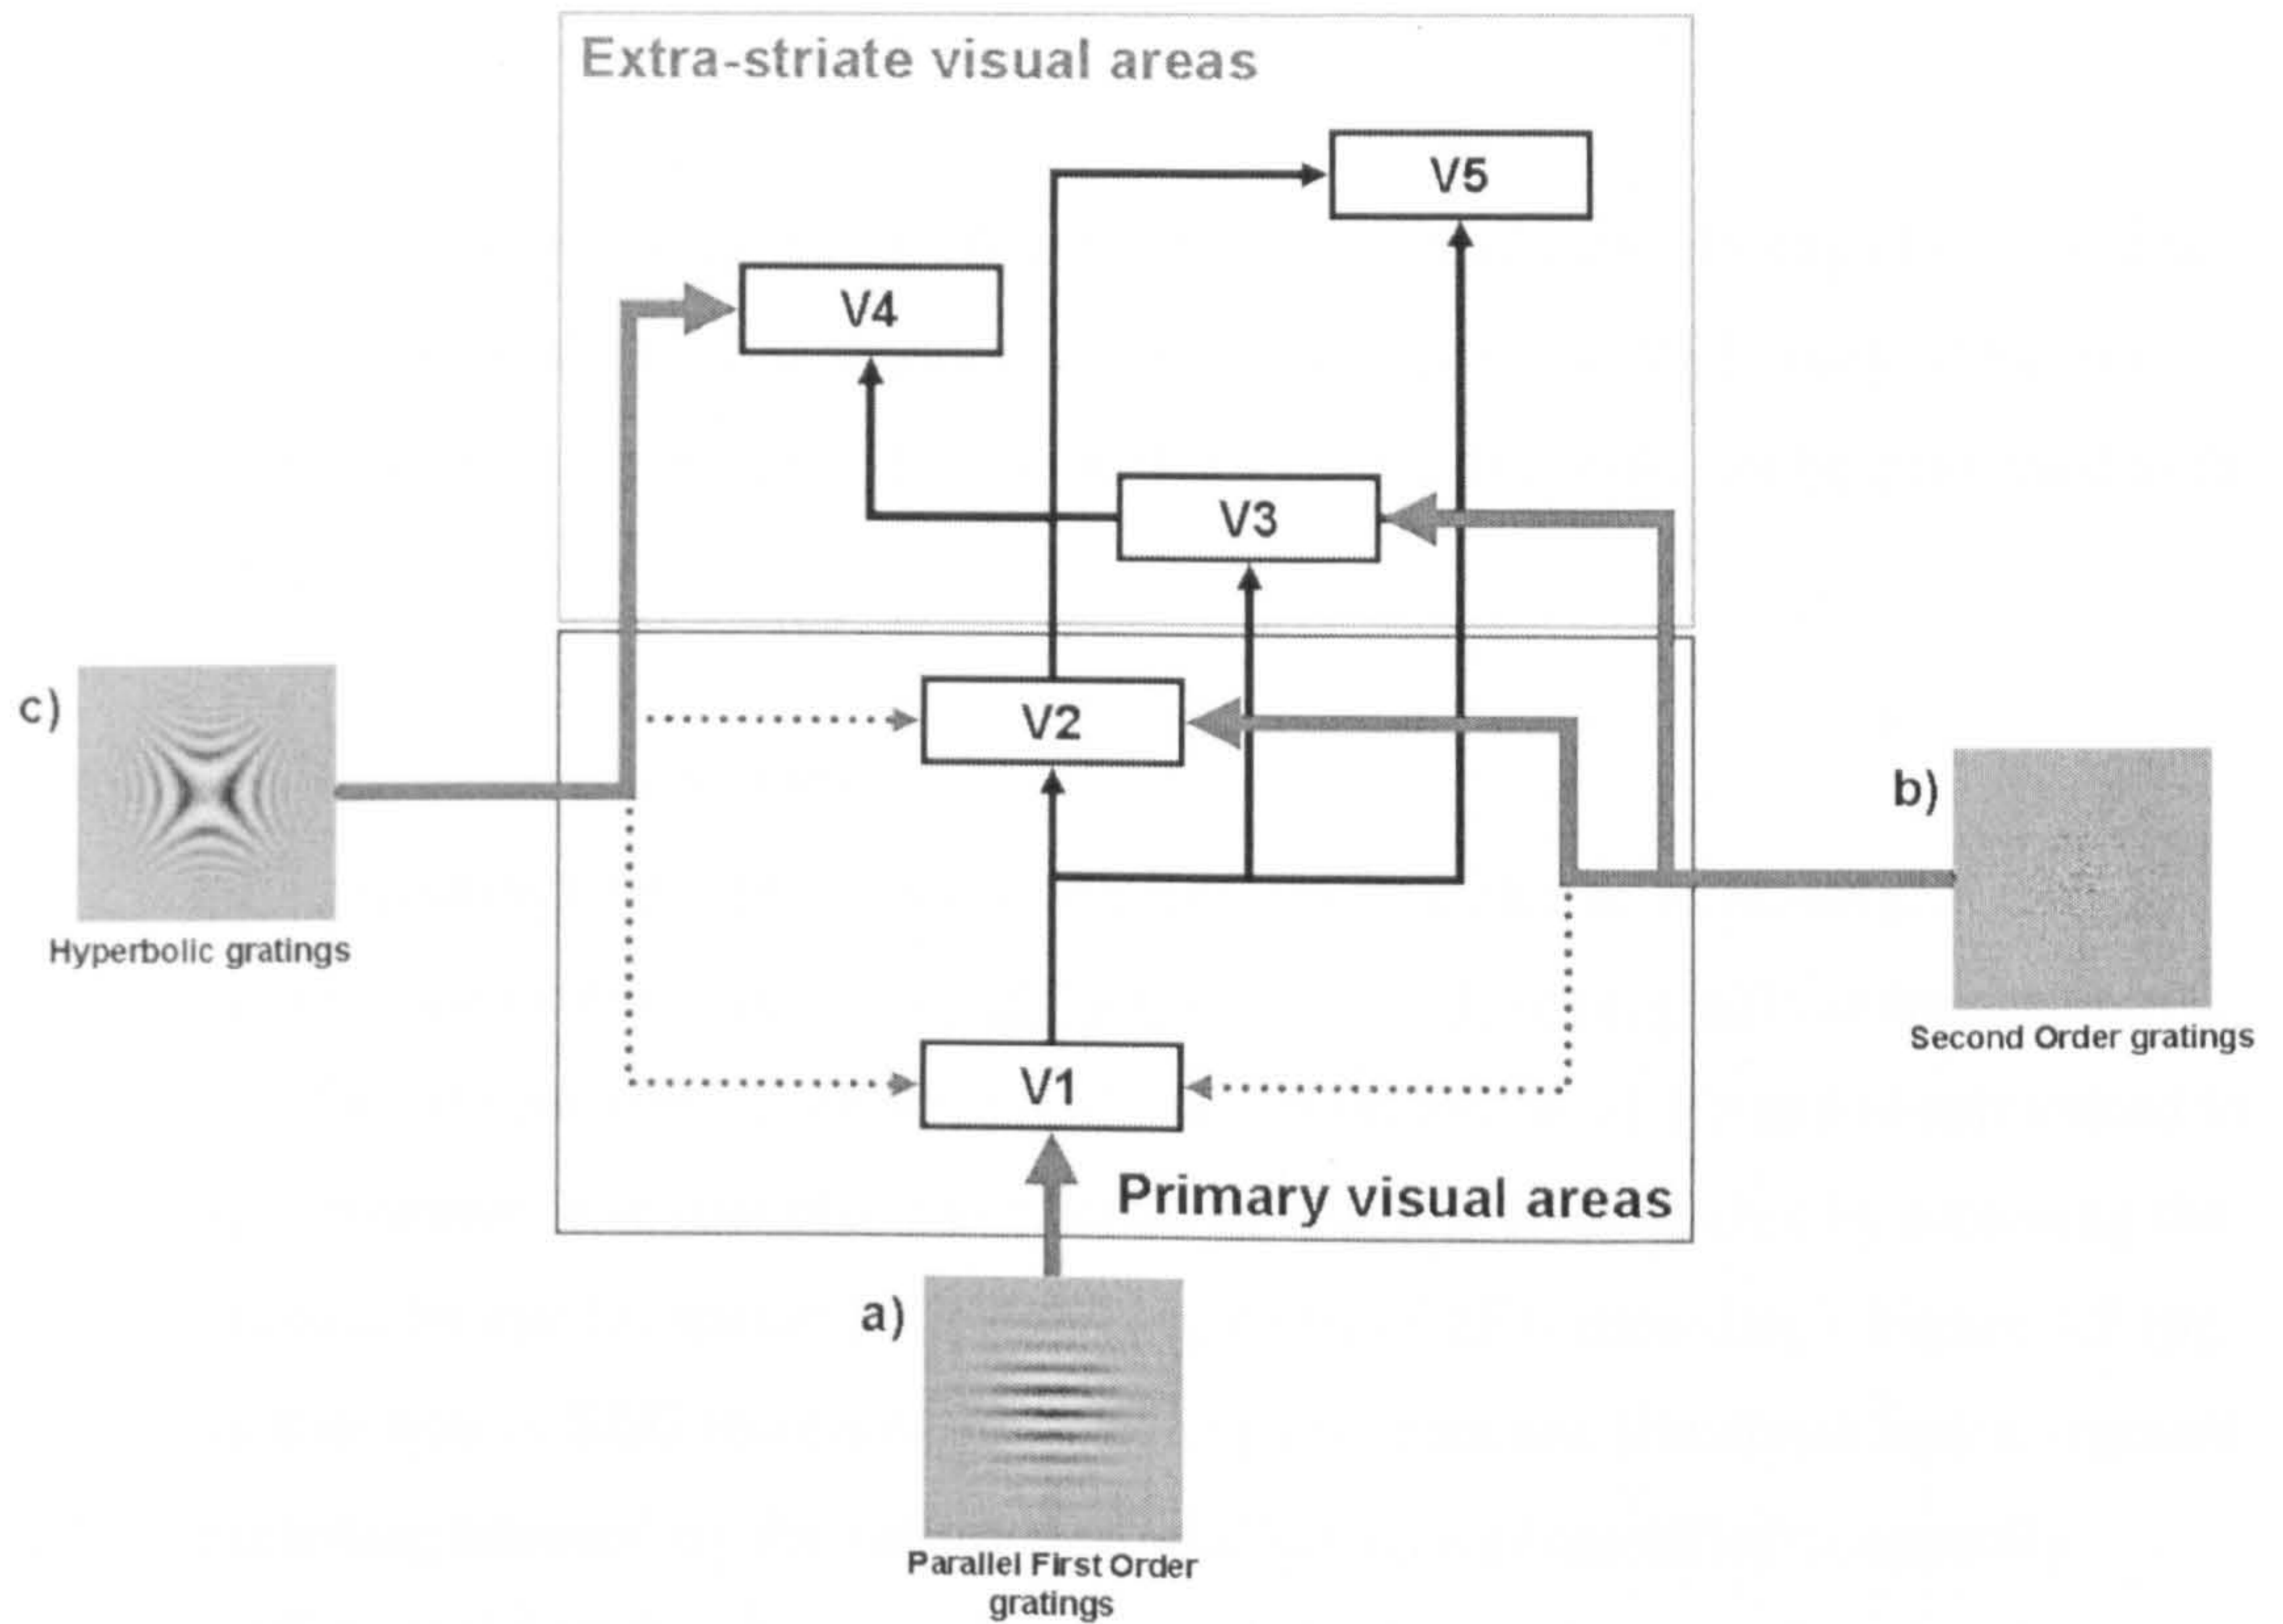 Extra-striate visual areas
V5
V4
V3
c)
V2
b)
Hyperbolic gratings
Second Order gratings
V1
Primary visual areas
a)
Parallel First Order
gratings